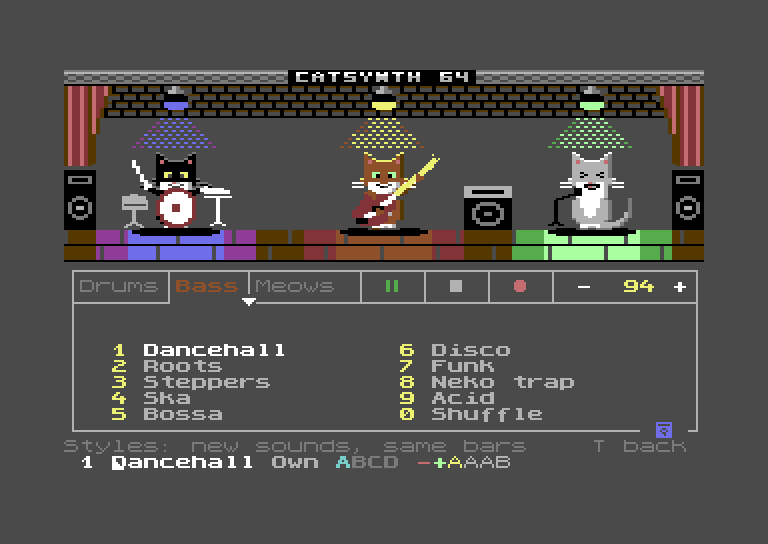 CATSYNTH 64
Drums Bass Meows - 94 +
1 Dancehall 6 Disco
2 Roots 7 Funk
3 Steppers 8 Neko trap
4 Ska 9 Acid
5 Bossa 0 Shuffle
Styles: new sounds, same bars T back
1 Dancehall Own ABCD -+AAAB